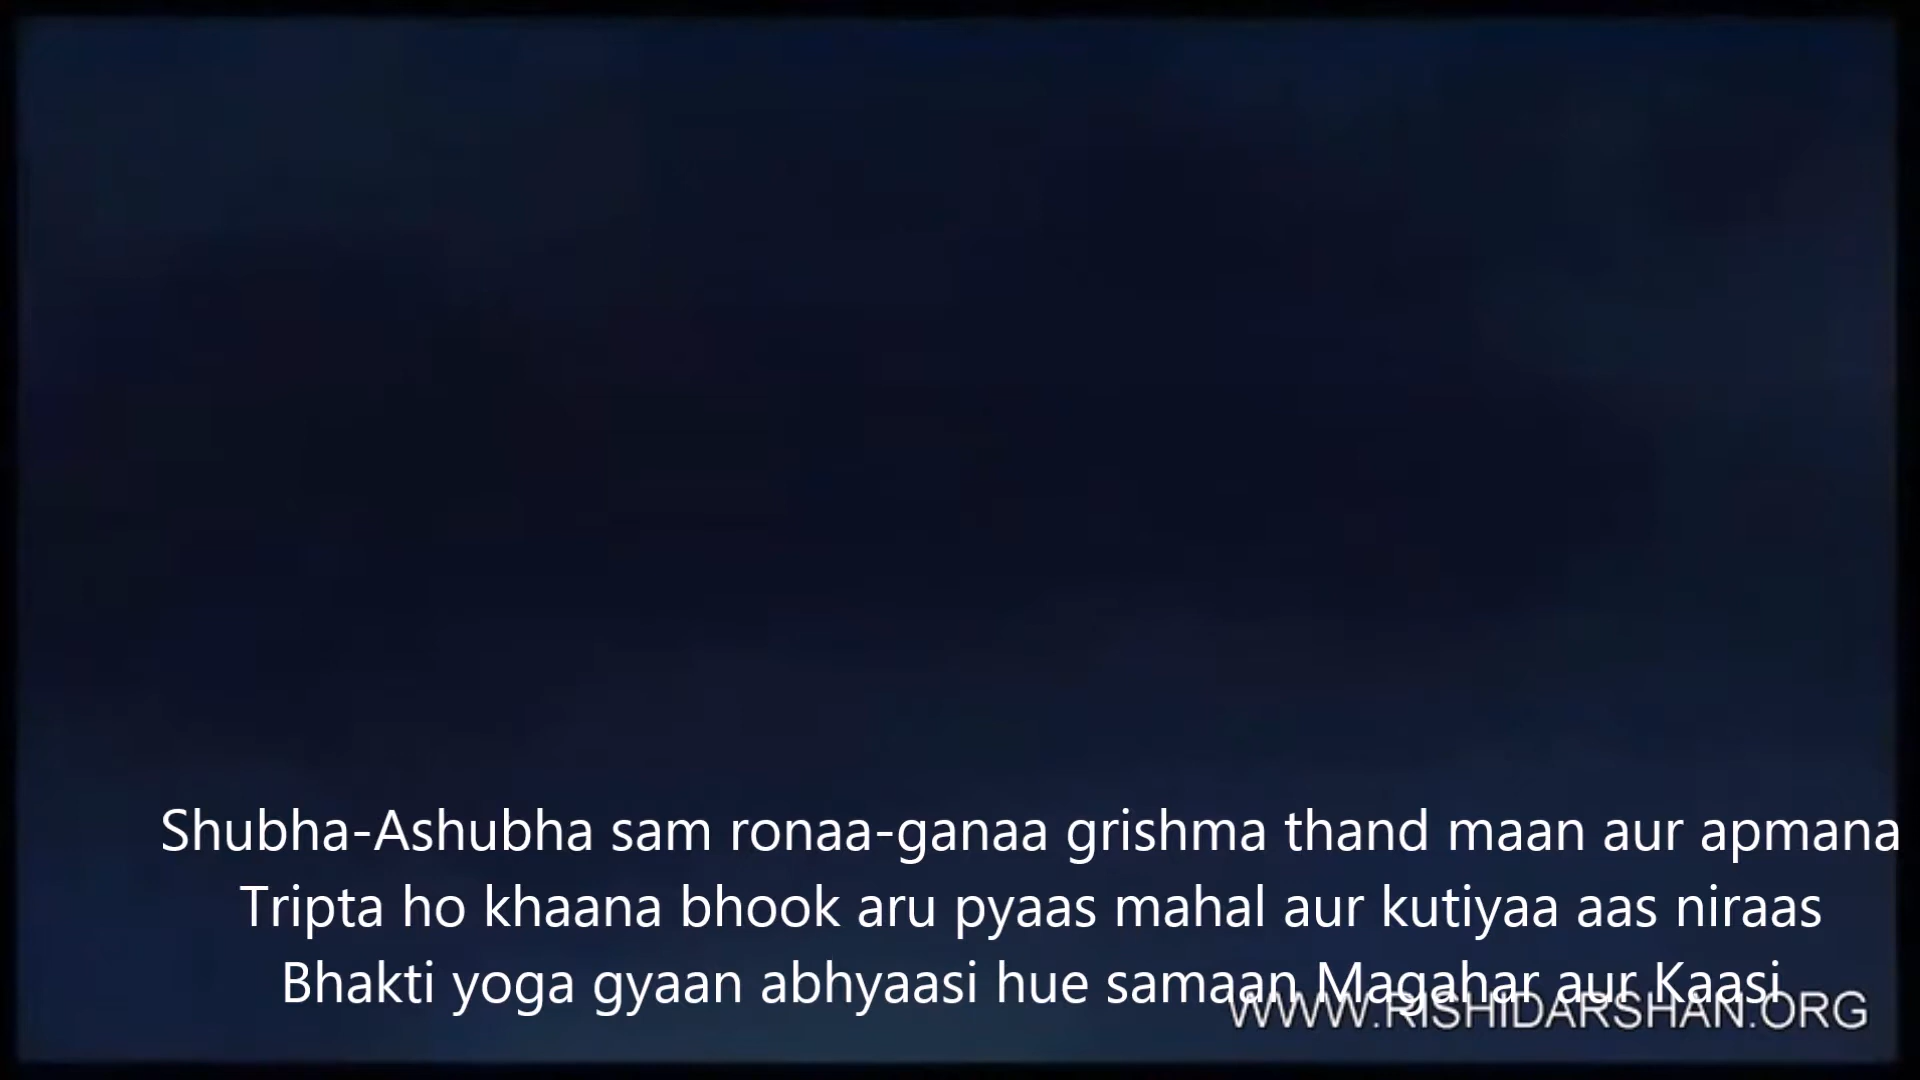 Shubha-Ashubha sam ronaa-ganaa grishma thand maan aur apmana
Tripta ho khaana bhook aru pyaas mahal aur kutiyaa aas niraas
Bhakti yoga gyaan abhyaasi hue samaan Magahar aur Kaasi
WWW.RISHIDARSHAN.ORG